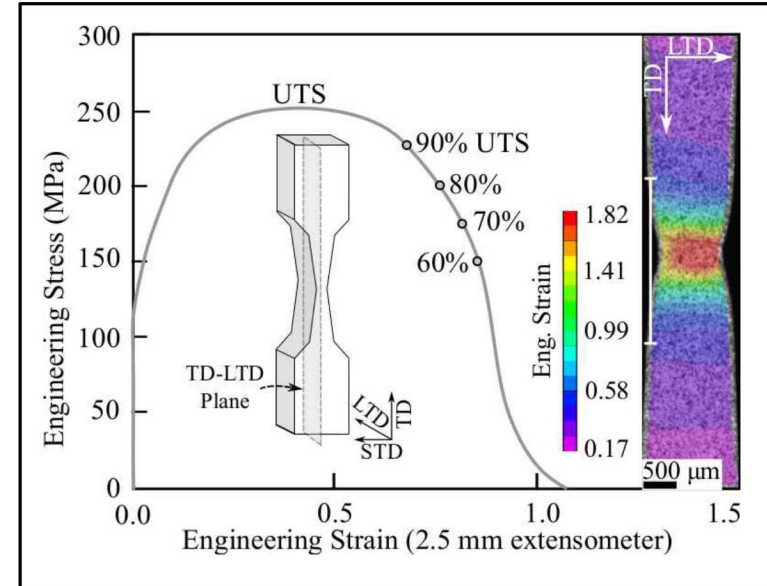 300
250
200
150
100
50
0
Engineering Stress (MPa)
UTS
90% UTS
80%
70%
60%
TD-LTD
Plane
LTD
TD
STD
Eng. Strain
1.82
1.41
0.99
0.58
0.17
LTD
TD
500 µm
0.0
0.5
1.0
1.5
Engineering Strain (2.5 mm extensometer)